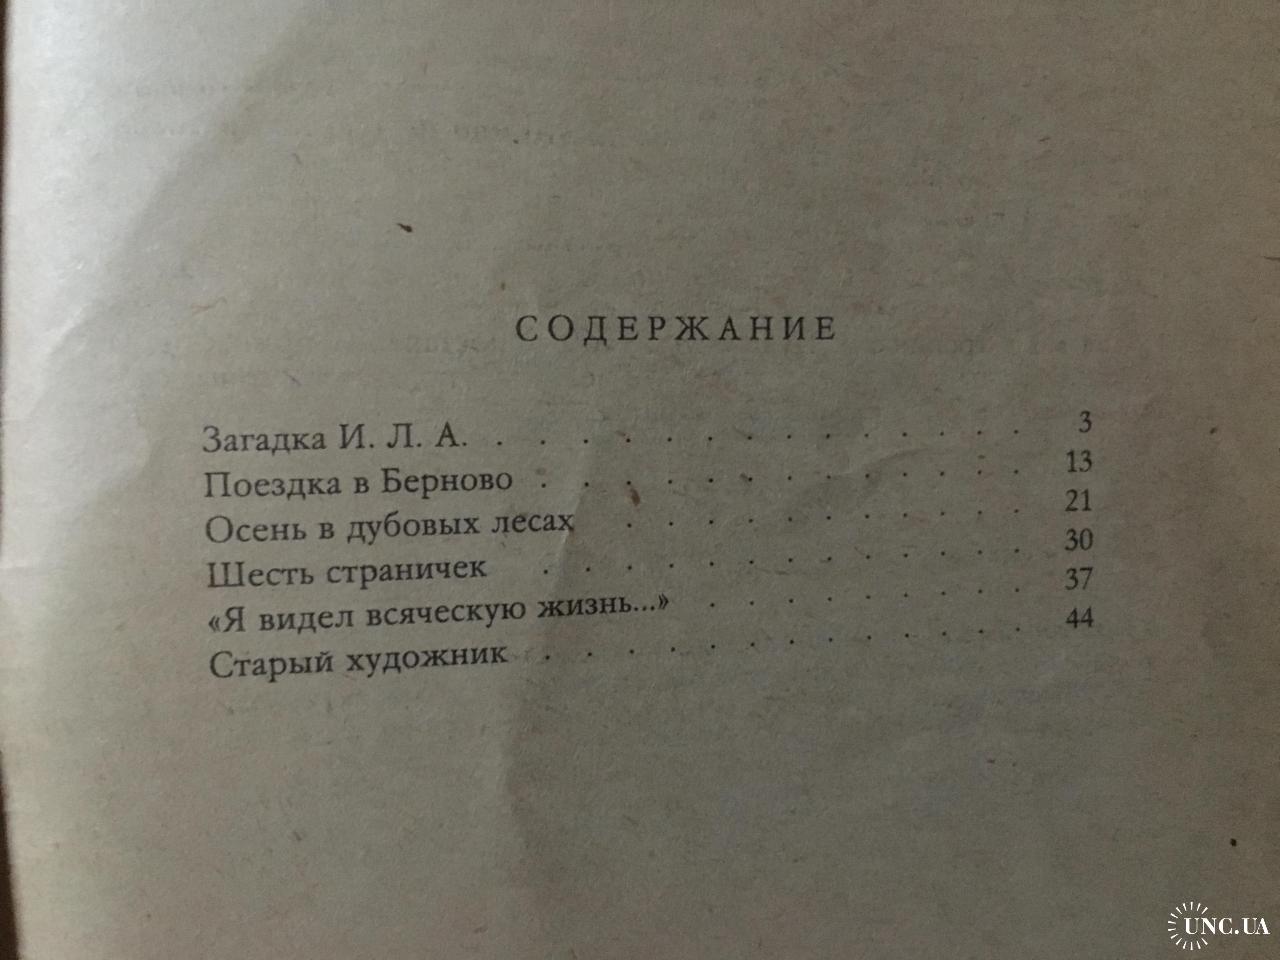 СОДЕРЖАНИЕ
Загадка И. Л. А. . . . . . . . . . . . . . 3
Поездка в Берново . . . . . . . . . . . . 13
Осень в дубовых лесах . . . . . . . . . . 21
Шесть страничек . . . . . . . . . . . . 30
«Я видел всяческую жизнь...» . . . . . . . . 37
Старый художник . . . . . . . . . . . . 44
UNC.UA